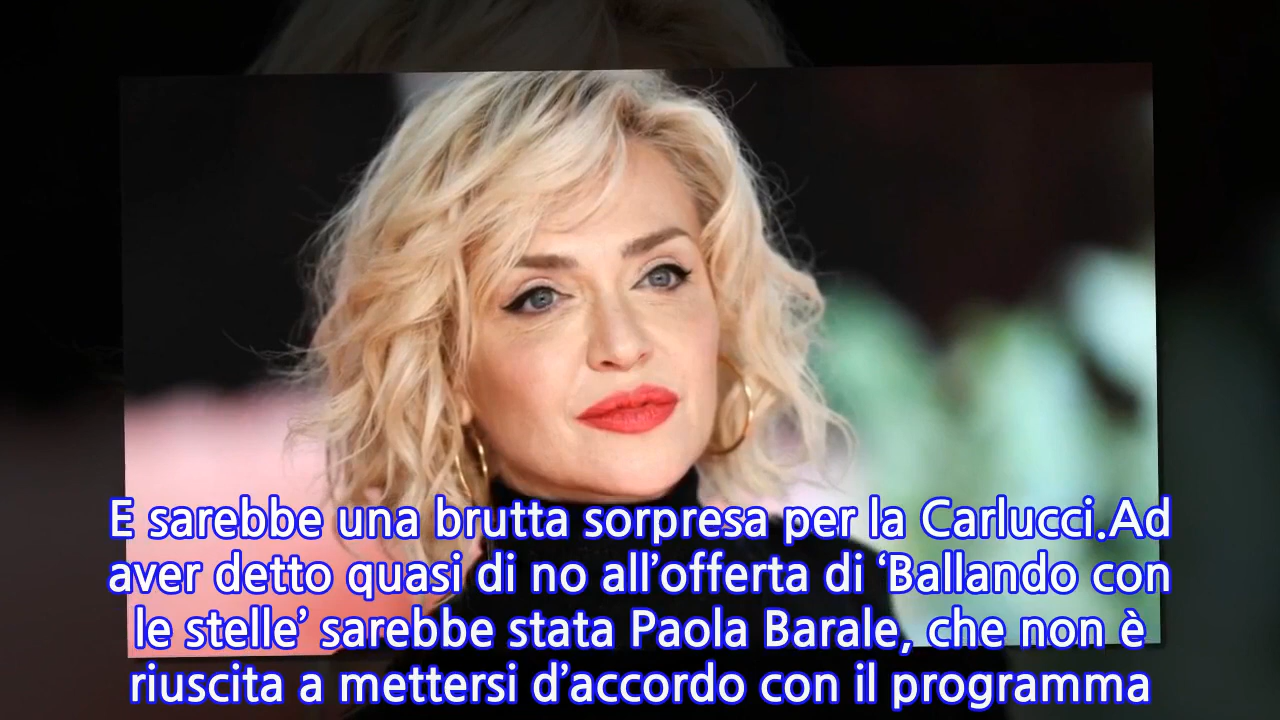 E sarebbe una brutta sorpresa per la Carlucci.Ad
aver detto quasi di no all’offerta di ‘Ballando con
le stelle’ sarebbe stata Paola Barale, che non è
riuscita a mettersi d’accordo con il programma